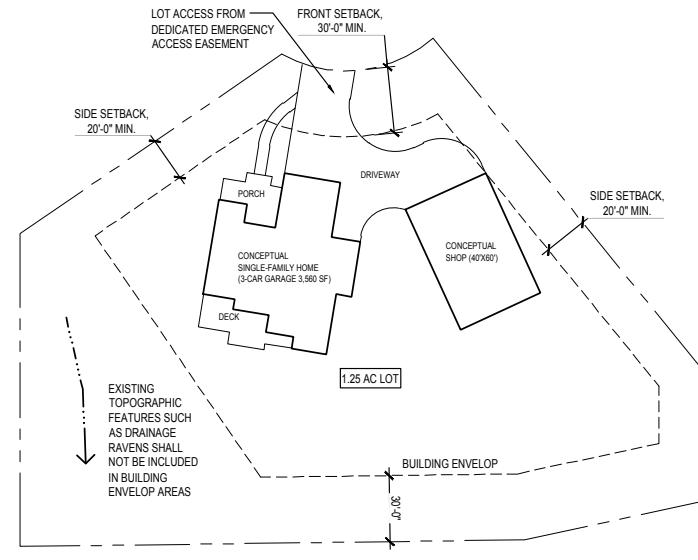 LOT ACCESS FROM
DEDICATED EMERGENCY
ACCESS EASEMENT
FRONT SETBACK,
30'-0" MIN.
SIDE SETBACK,
20'-0" MIN.
DRIVEWAY
PORCH
SIDE SETBACK,
20'-0" MIN.
CONCEPTUAL
SINGLE-FAMILY HOME
(3-CAR GARAGE 3,560 SF)
CONCEPTUAL
SHOP (40'X60')
DECK
1.25 AC LOT
EXISTING
TOPOGRAPHIC
FEATURES SUCH
AS DRAINAGE
RAVENS SHALL
NOT BE INCLUDED
IN BUILDING
ENVELOP AREAS
BUILDING ENVELOP
30'-0"